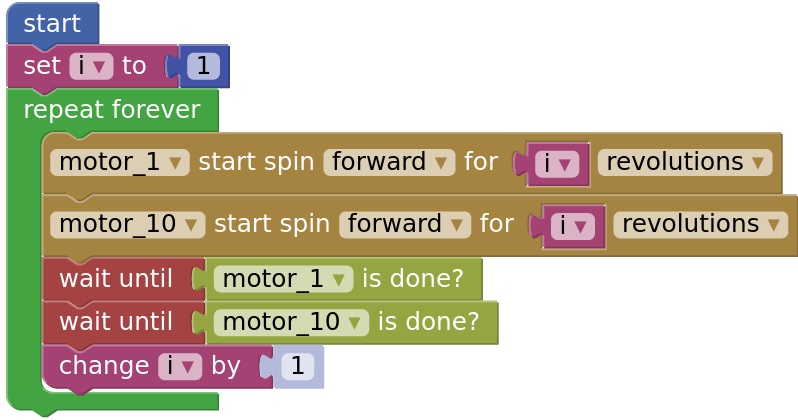 start
set i ▾ to 1
repeat forever
motor_1 ▾ start spin forward ▾ for i ▾ revolutions ▾
motor_10 ▾ start spin forward ▾ for i ▾ revolutions ▾
wait until motor_1 ▾ is done?
wait until motor_10 ▾ is done?
change i ▾ by 1